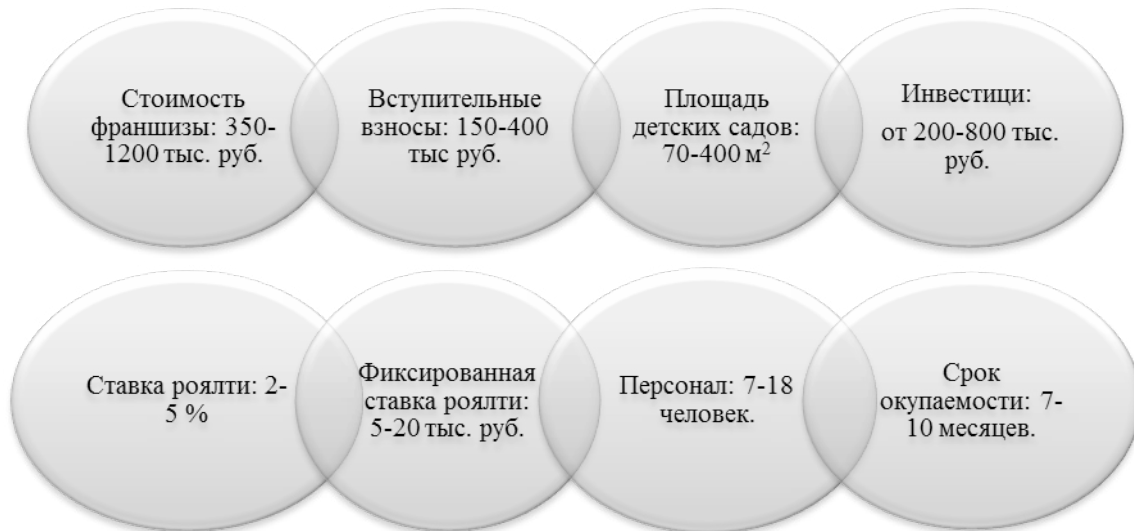 Стоимость
франшизы: 350-
1200 тыс. руб.
Вступительные
взносы: 150-400
тыс руб.
Площадь
детских садов:
70-400 м²
Инвестици:
от 200-800 тыс.
руб.
Ставка роялти: 2-
5 %
Фиксированная
ставка роялти:
5-20 тыс. руб.
Персонал: 7-18
человек.
Срок
окупаемости: 7-
10 месяцев.